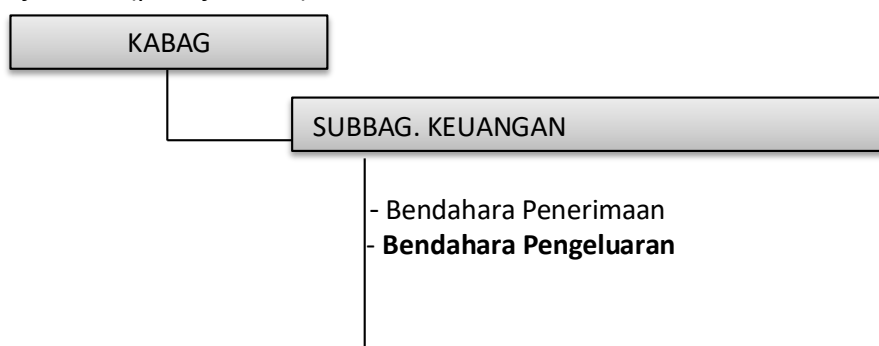 KABAG
SUBBAG. KEUANGAN
- Bendahara Penerimaan
- Bendahara Pengeluaran